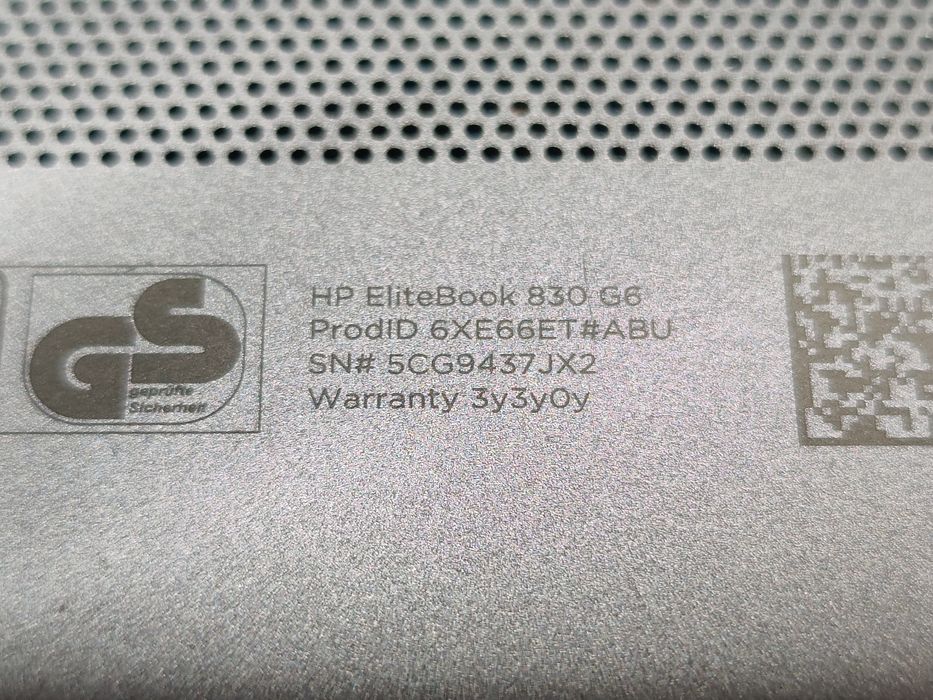 GS
geprüfte
Sicherheit
HP EliteBook 830 G6
ProdID 6XE66ET#ABU
SN# 5CG9437JX2
Warranty 3y3y0y